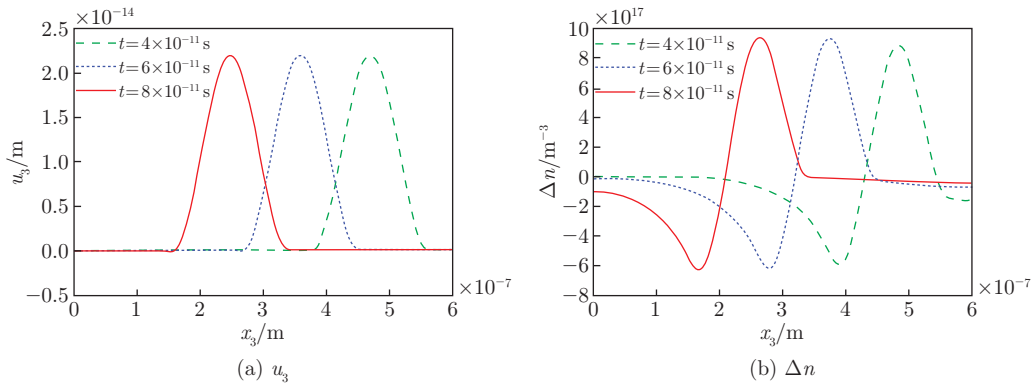 ×10⁻¹⁴
2.5
2.0
1.5
1.0
0.5
0.0
−0.5
u₃/m
t=4×10⁻¹¹ s
t=6×10⁻¹¹ s
t=8×10⁻¹¹ s
0 1 2 3 4 5 6
×10⁻⁷
x₃/m
(a) u₃
×10¹⁷
10
8
6
4
2
0
−2
−4
−6
−8
Δn/m⁻³
t=4×10⁻¹¹ s
t=6×10⁻¹¹ s
t=8×10⁻¹¹ s
0 1 2 3 4 5 6
×10⁻⁷
x₃/m
(b) Δn